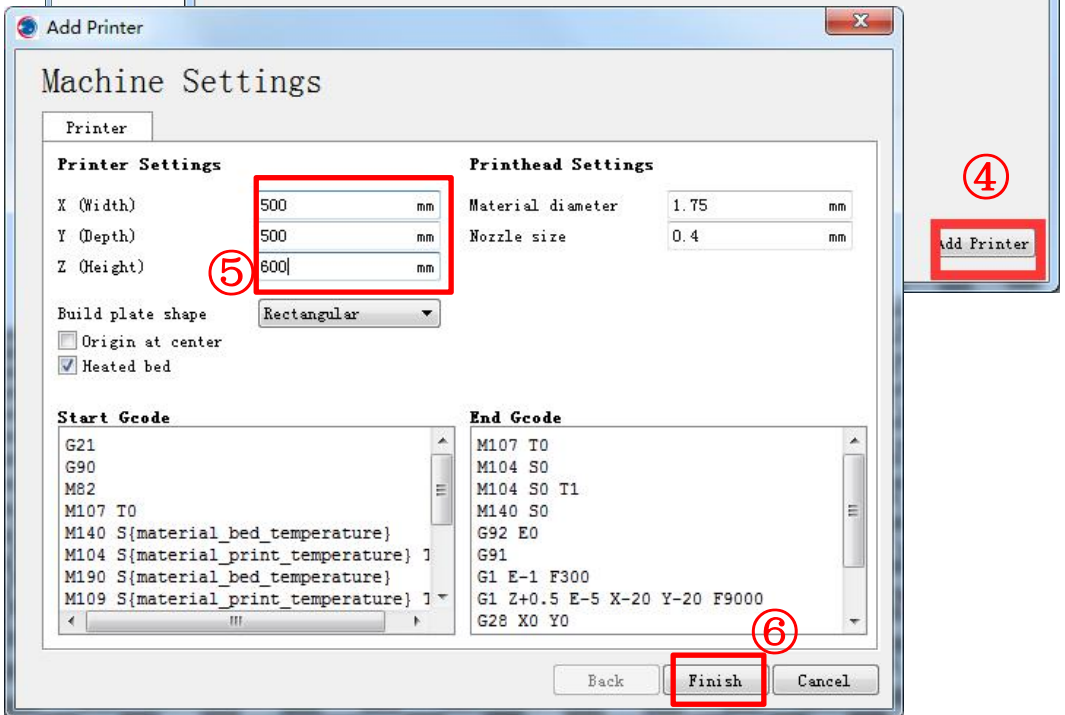 Add Printer
Machine Settings
Printer
Printer Settings
X (Width) 500 mm
Y (Depth) 500 mm
⑤
Z (Height) 600 mm
Build plate shape Rectangular
Origin at center
Heated bed
Printhead Settings
Material diameter 1.75 mm
Nozzle size 0.4 mm
Start Gcode
G21
G90
M82
M107 T0
M140 S{material_bed_temperature}
M104 S{material_print_temperature}
M190 S{material_bed_temperature}
M109 S{material_print_temperature}
End Gcode
M107 T0
M104 S0
M104 S0 T1
M140 S0
G92 E0
G91
G1 E-1 F300
G1 Z+0.5 E-5 X-20 Y-20 F9000
G28 X0 Y0
⑥
Back Finish Cancel
④
Add Printer